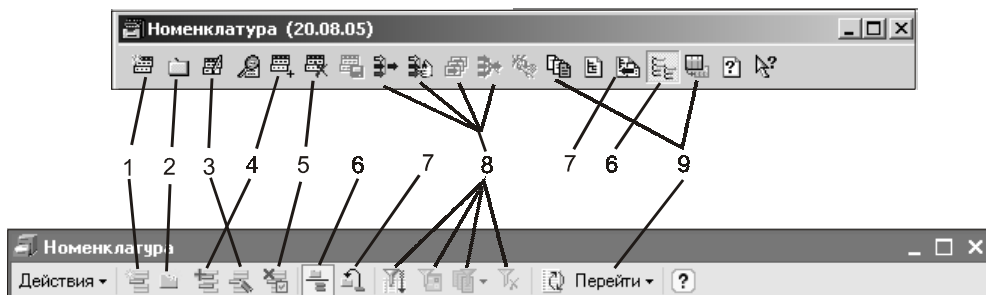 Номенклатура (20.08.05)
1 2 3 4 5 6 7 8 7 6 9
Номенклатура
Действия Перейти ?